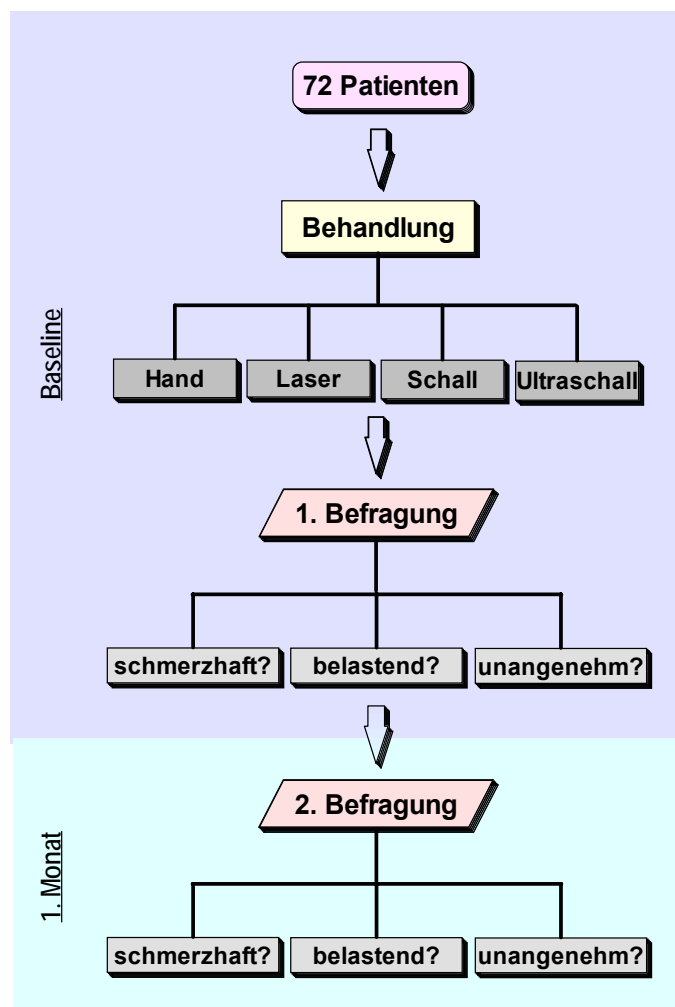 72 Patienten
Behandlung
Baseline
Hand
Laser
Schall
Ultraschall
1. Befragung
schmerzhaft?
belastend?
unangenehm?
2. Befragung
1. Monat
schmerzhaft?
belastend?
unangenehm?